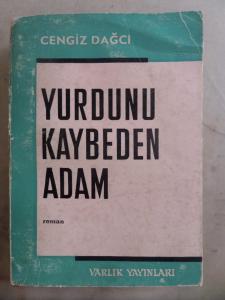 CENGİZ DAĞCI
YURDUNU
KAYBEDEN
ADAM
roman
VARLIK YAYINLARI